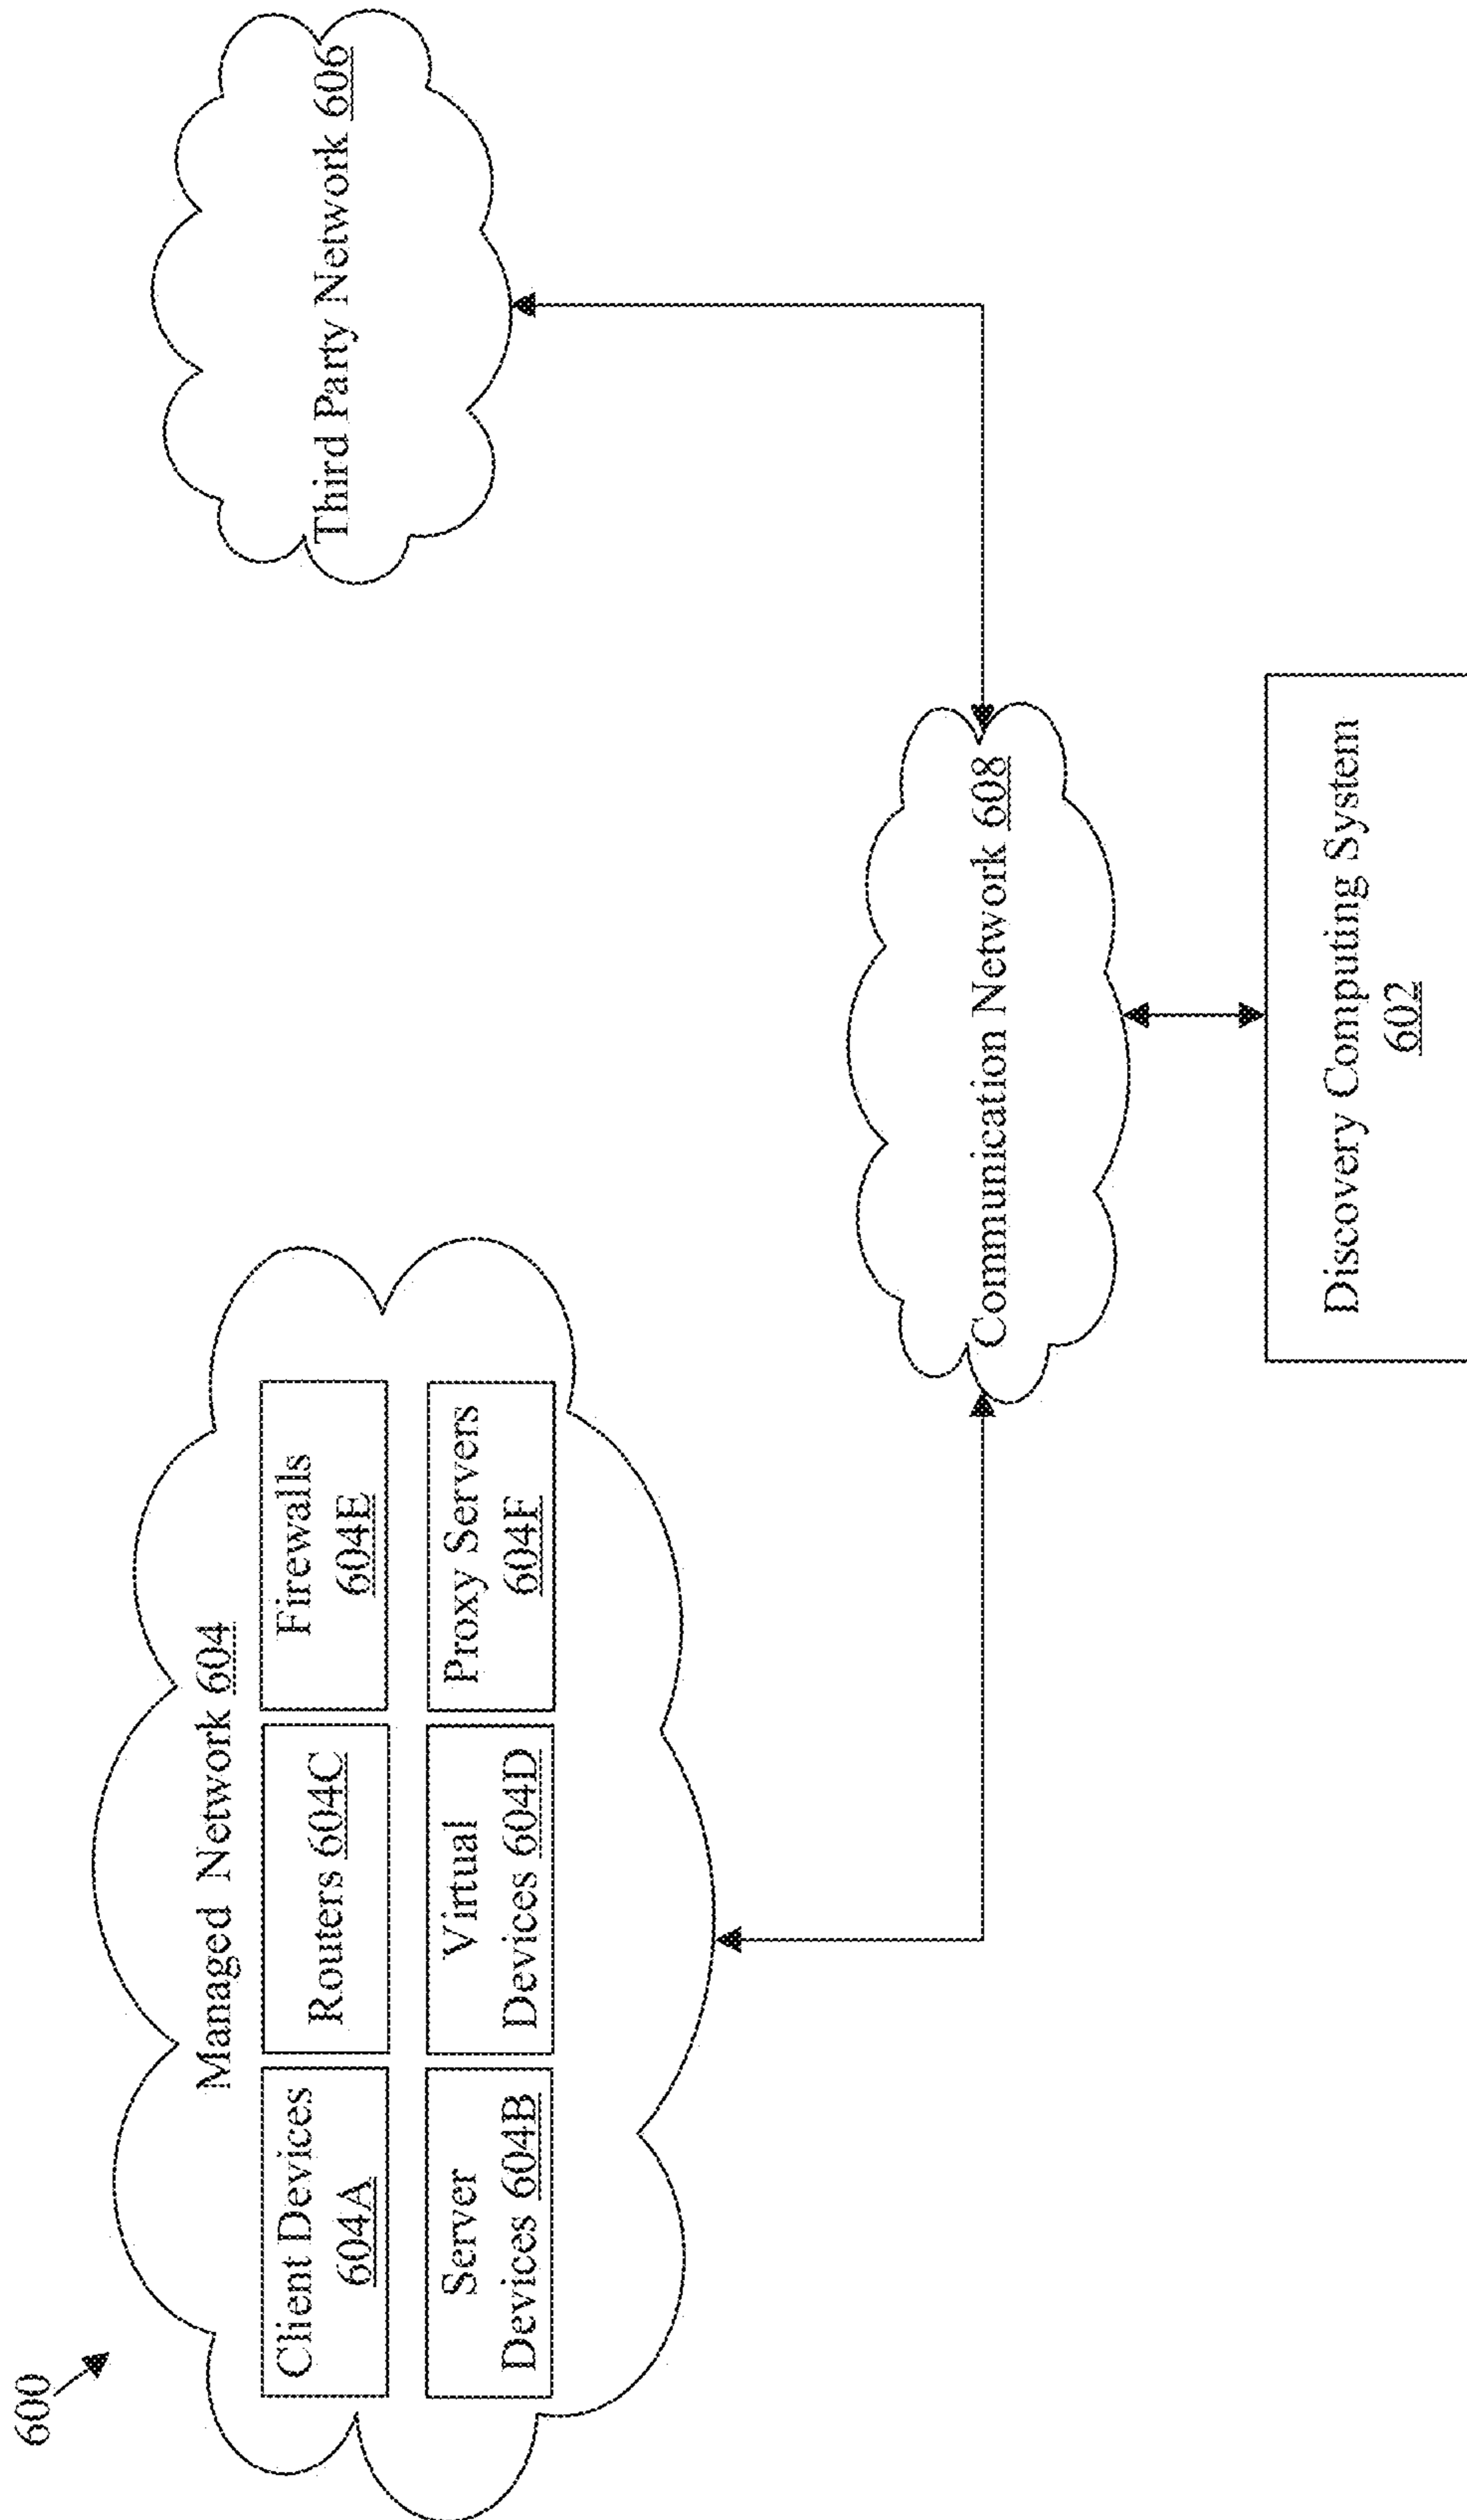 600
Managed Network 604
Client Devices
604A
Routers 604C
Firewalls
604E
Server
Devices 604B
Virtual
Devices 604D
Proxy Servers
604F
Third Party Network 606
Communication Network 608
Discovery Computing System
602